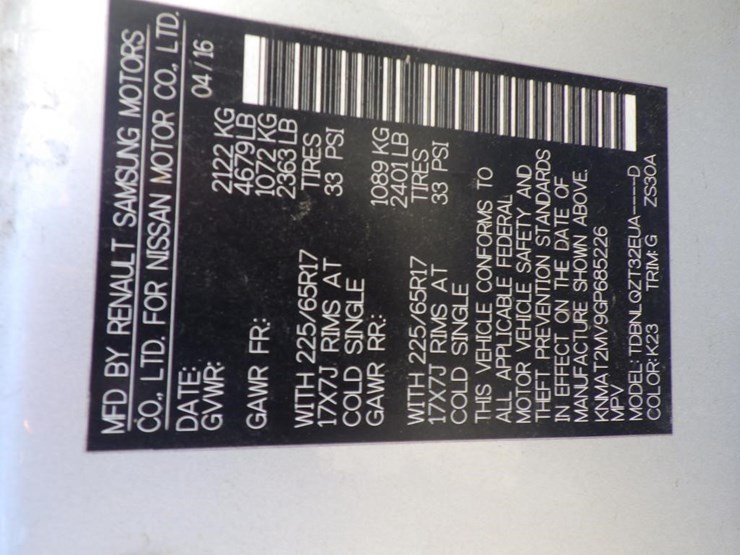 MFD BY RENAULT SAMSUNG MOTORS
CO., LTD. FOR NISSAN MOTOR CO., LTD.
DATE: 04/16
GVWR: 2122 KG
4679 LB
GAWR FR: 1072 KG
2363 LB
WITH 225/65R17 TIRES
17X7J RIMS AT 33 PSI
COLD SINGLE
GAWR RR: 1089 KG
2401 LB
WITH 225/65R17 TIRES
17X7J RIMS AT 33 PSI
COLD SINGLE
THIS VEHICLE CONFORMS TO
ALL APPLICABLE FEDERAL
MOTOR VEHICLE SAFETY AND
THEFT PREVENTION STANDARDS
IN EFFECT ON THE DATE OF
MANUFACTURE SHOWN ABOVE.
KNMAT2MV9GP685226
MPV
MODEL: TDBNLQZT32EUA----D
COLOR: K23 TRIM: G ZS30A